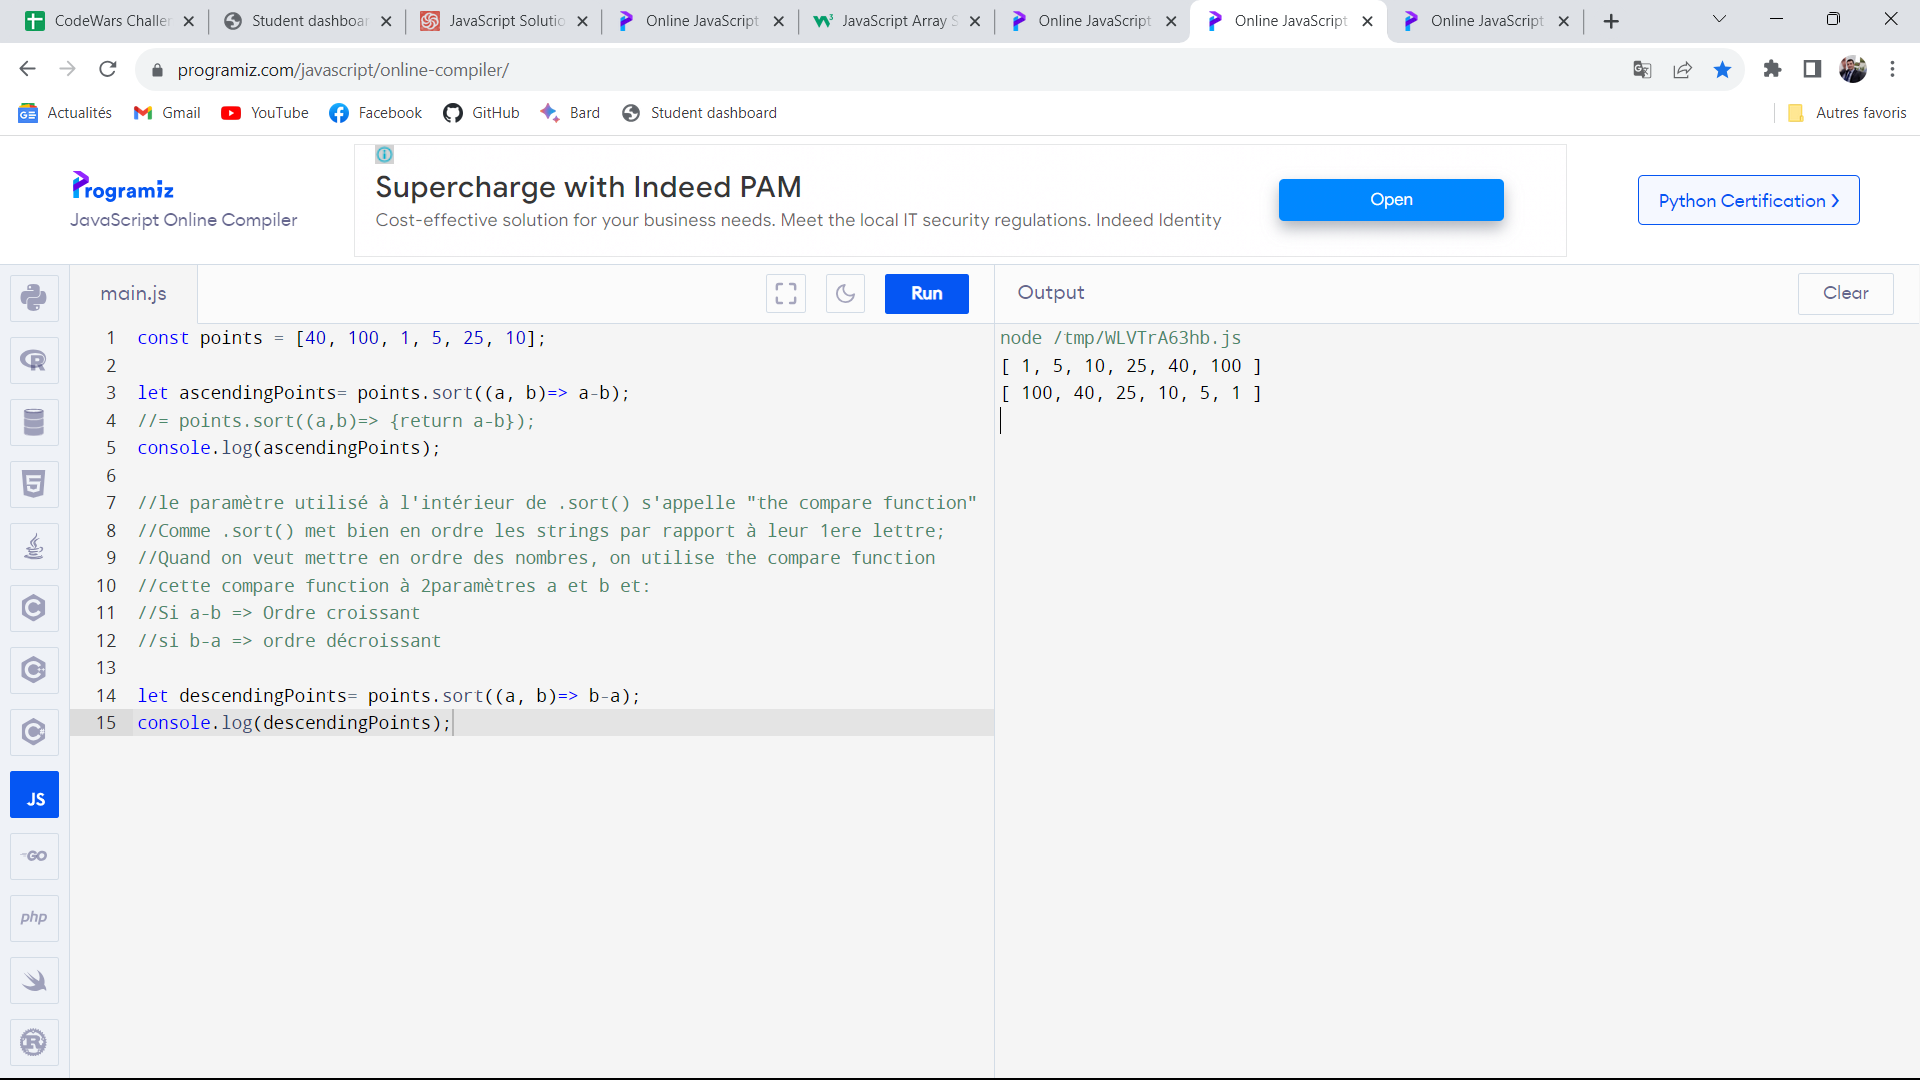 CodeWars Challer
Student dashboar
JavaScript Solutio
Online JavaScript
JavaScript Array S
Online JavaScript
Online JavaScript
Online JavaScript
programiz.com/javascript/online-compiler/
Actualités
Gmail
YouTube
Facebook
GitHub
Bard
Student dashboard
Autres favoris
Programiz
JavaScript Online Compiler
Supercharge with Indeed PAM
Cost-effective solution for your business needs. Meet the local IT security regulations. Indeed Identity
Open
Python Certification
main.js
Run
Output
Clear
1 const points = [40, 100, 1, 5, 25, 10];
2
3 let ascendingPoints= points.sort((a, b)=> a-b);
4 //= points.sort((a,b)=> {return a-b});
5 console.log(ascendingPoints);
6
7 //le paramètre utilisé à l'intérieur de .sort() s'appelle "the compare function"
8 //Comme .sort() met bien en ordre les strings par rapport à leur 1ere lettre;
9 //Quand on veut mettre en ordre des nombres, on utilise the compare function
10 //cette compare function à 2paramètres a et b et:
11 //Si a-b => Ordre croissant
12 //si b-a => ordre décroissant
13
14 let descendingPoints= points.sort((a, b)=> b-a);
15 console.log(descendingPoints);
node /tmp/WLVTrA63hb.js
[ 1, 5, 10, 25, 40, 100 ]
[ 100, 40, 25, 10, 5, 1 ]
R
5
C
C
C
JS
GO
php
R